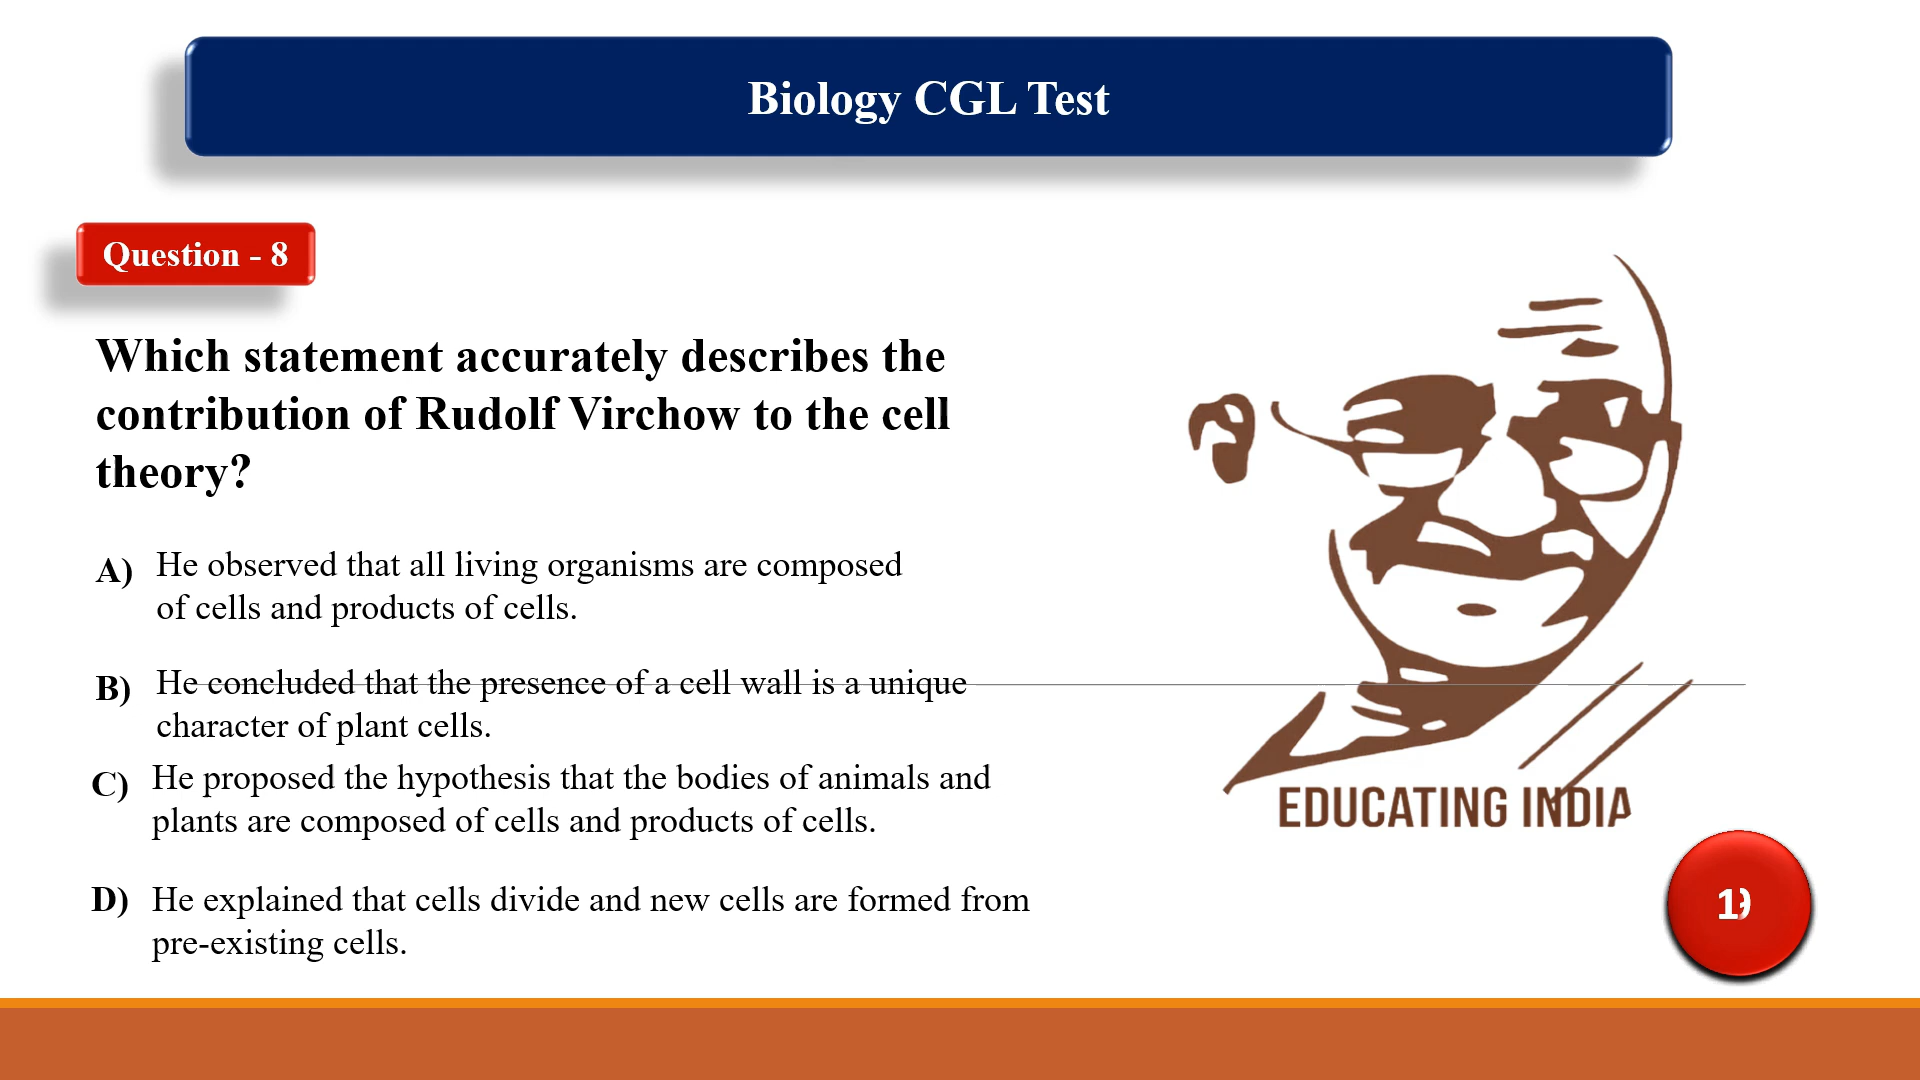 Biology CGL Test
Question - 8
Which statement accurately describes the
contribution of Rudolf Virchow to the cell
theory?
A) He observed that all living organisms are composed
of cells and products of cells.
B) He concluded that the presence of a cell wall is a unique
character of plant cells.
C) He proposed the hypothesis that the bodies of animals and
plants are composed of cells and products of cells.
D) He explained that cells divide and new cells are formed from
pre-existing cells.
EDUCATING INDIA